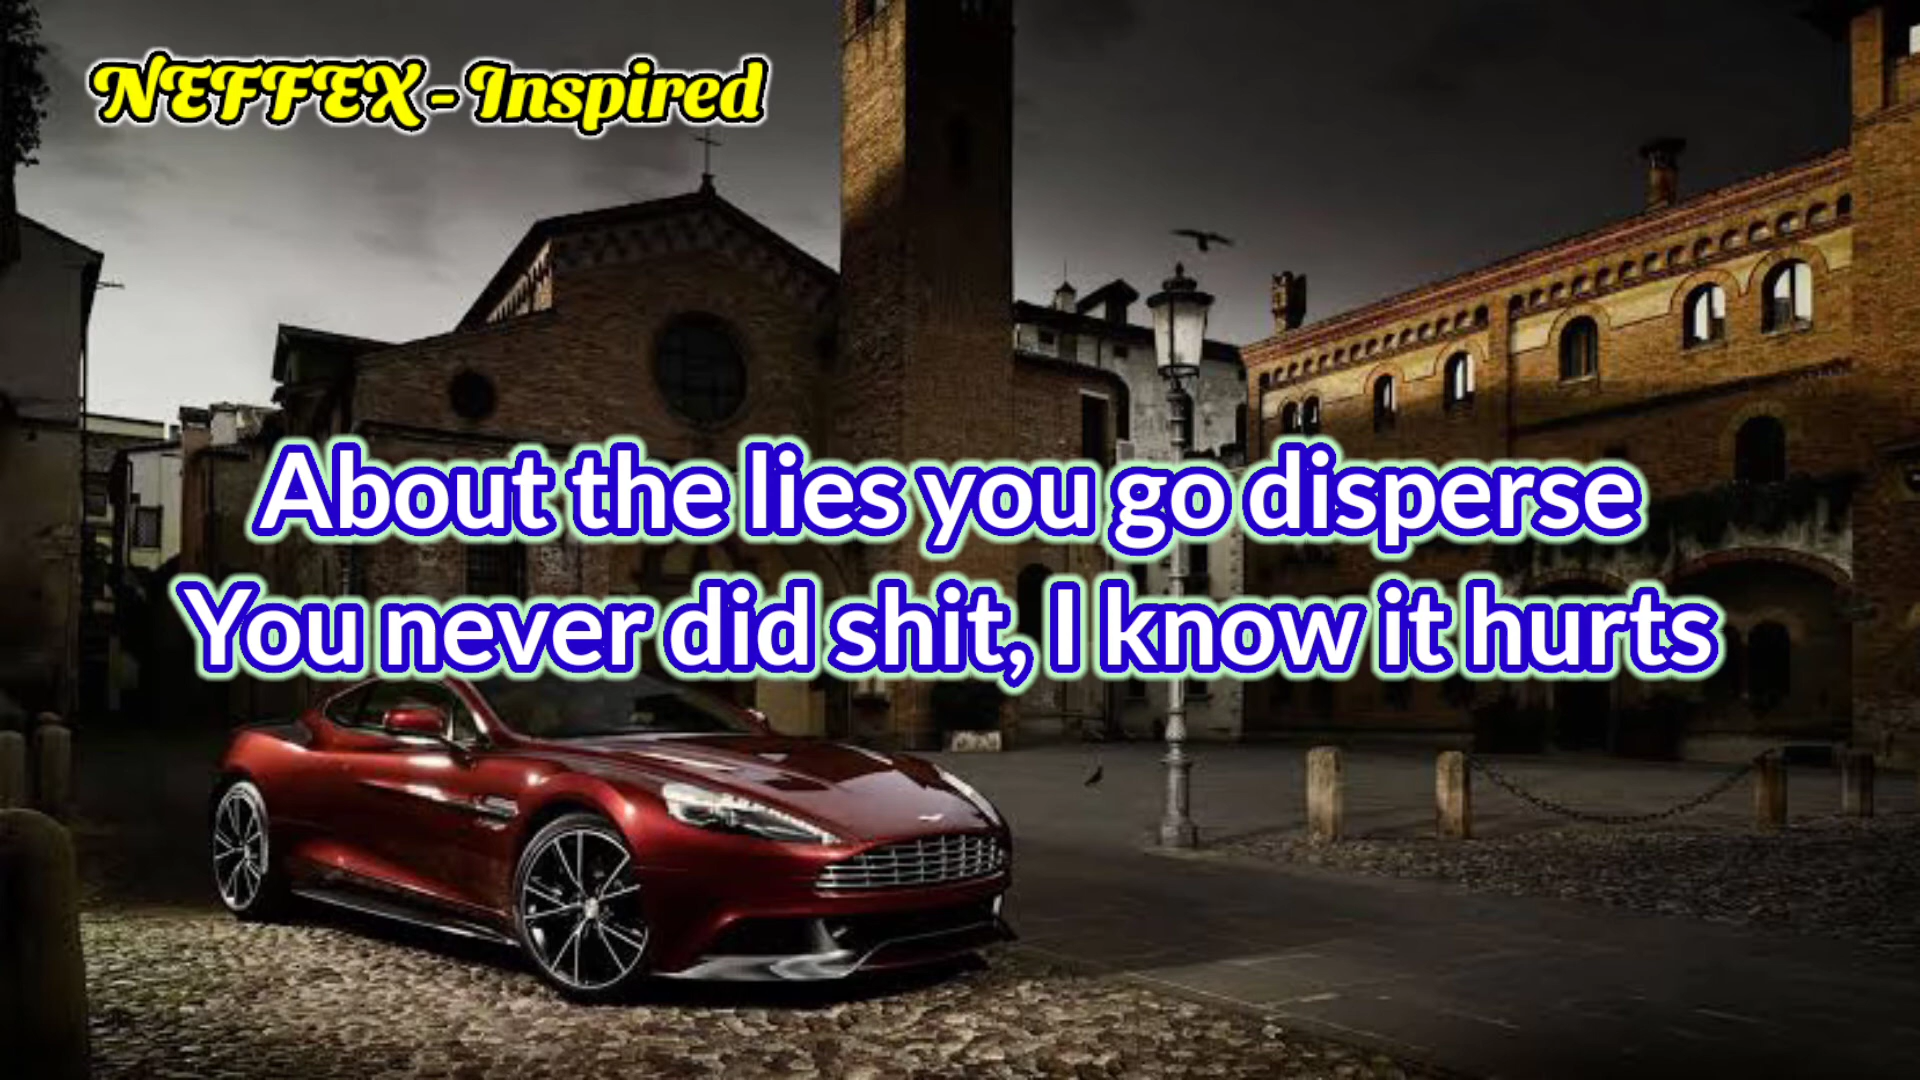 NEFFEX - Inspired
About the lies you go disperse
You never did shit, I know it hurts